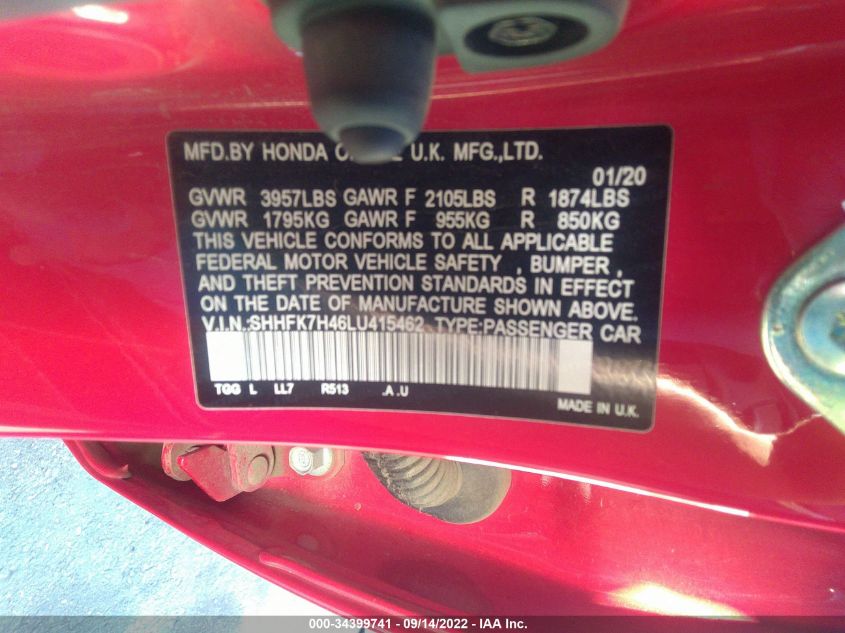 MFD.BY HONDA O U.K. MFG.,LTD.
01/20
GVWR 3957LBS GAWR F 2105LBS R 1874LBS
GVWR 1795KG GAWR F 955KG R 850KG
THIS VEHICLE CONFORMS TO ALL APPLICABLE
FEDERAL MOTOR VEHICLE SAFETY , BUMPER ,
AND THEFT PREVENTION STANDARDS IN EFFECT
ON THE DATE OF MANUFACTURE SHOWN ABOVE.
V.I.N.:SHHFK7H46LU415462 TYPE:PASSENGER CAR
TGG L LL7 R513 .A .U
MADE IN U.K.
000-34399741 - 09/14/2022 - IAA Inc.